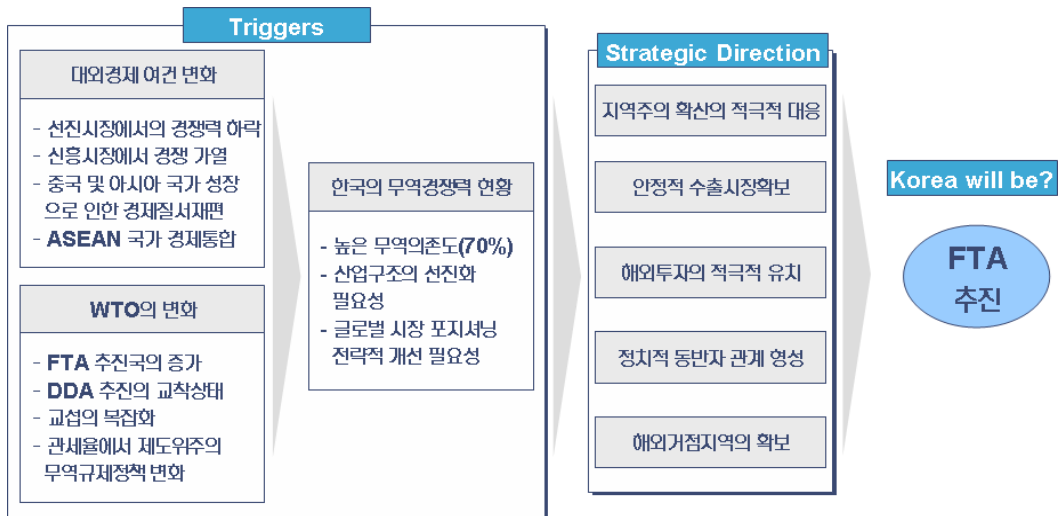 Triggers
대외경제 여건 변화
- 선진시장에서의 경쟁력 하락
- 신흥시장에서 경쟁 가열
- 중국 및 아시아 국가 성장
으로 인한 경제질서재편
- ASEAN 국가 경제통합
WTO의 변화
- FTA 추진국의 증가
- DDA 추진의 교착상태
- 교섭의 복잡화
- 관세율에서 제도위주의
무역규제정책 변화
한국의 무역경쟁력 현황
- 높은 무역의존도(70%)
- 산업구조의 선진화
필요성
- 글로벌 시장 포지셔닝
전략적 개선 필요성
Strategic Direction
지역주의 확산의 적극적 대응
안정적 수출시장확보
해외투자의 적극적 유치
정치적 동반자 관계 형성
해외거점지역의 확보
Korea will be?
FTA
추진